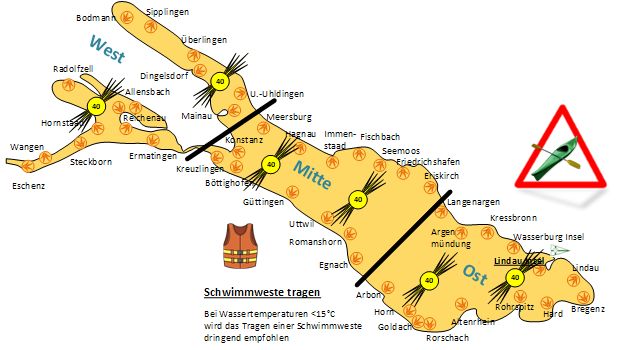 Bodmann
Sipplingen
Überlingen
West
Radolfzell
Dingelsdorf
Allensbach
40
U.-Uhldingen
40
Mainau
Meersburg
Hornstaad
Reichenau
Hagnau
Immen-
staad
Fischbach
Konstanz
Wangen
Ermatingen
Seemoos
Steckborn
Kreuzlingen
40
Friedrichshafen
Mitte
Eriskirch
Eschenz
Böttighofen
Güttingen
40
Langenargen
Kressbronn
Uttwil
Argen
mündung
Wasserburg Insel
Romanshorn
Lindau Insel
Egnach
Ost
Lindau
40
40
Schwimmweste tragen
Arbon
Rohrspitz
Bregenz
Bei Wassertemperaturen <15°C
wird das Tragen einer Schwimmweste
dringend empfohlen
Horn
Hard
Goldach
Altenrhein
Rorschach